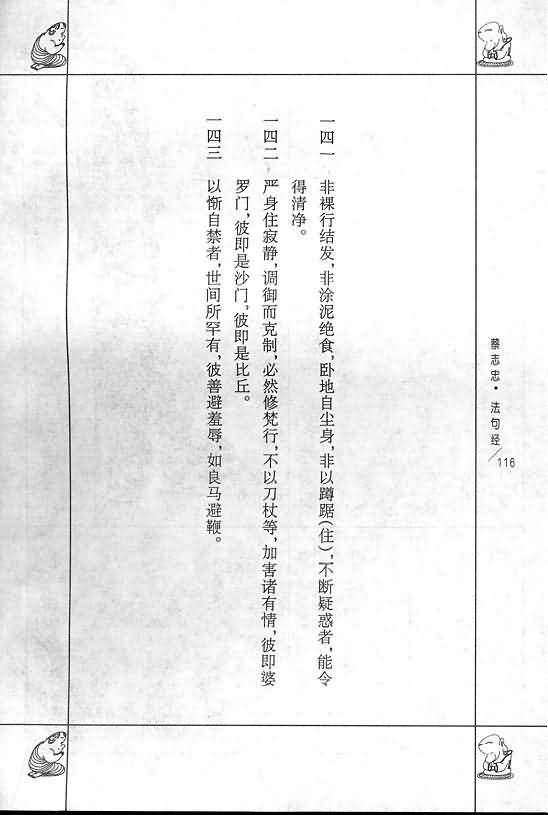 一四一 非裸行结发，非涂泥绝食，卧地自尘身，非以蹲踞（住），不断疑惑者，能令
得清净。
一四二 严身住寂静，调御而克制，必然修梵行，不以刀杖等，加害诸有情，彼即婆
罗门，彼即是沙门，彼即是比丘。
一四三 以惭自禁者，世间所罕有，彼善避羞辱，如良马避鞭。
蔡志忠·法句经/116